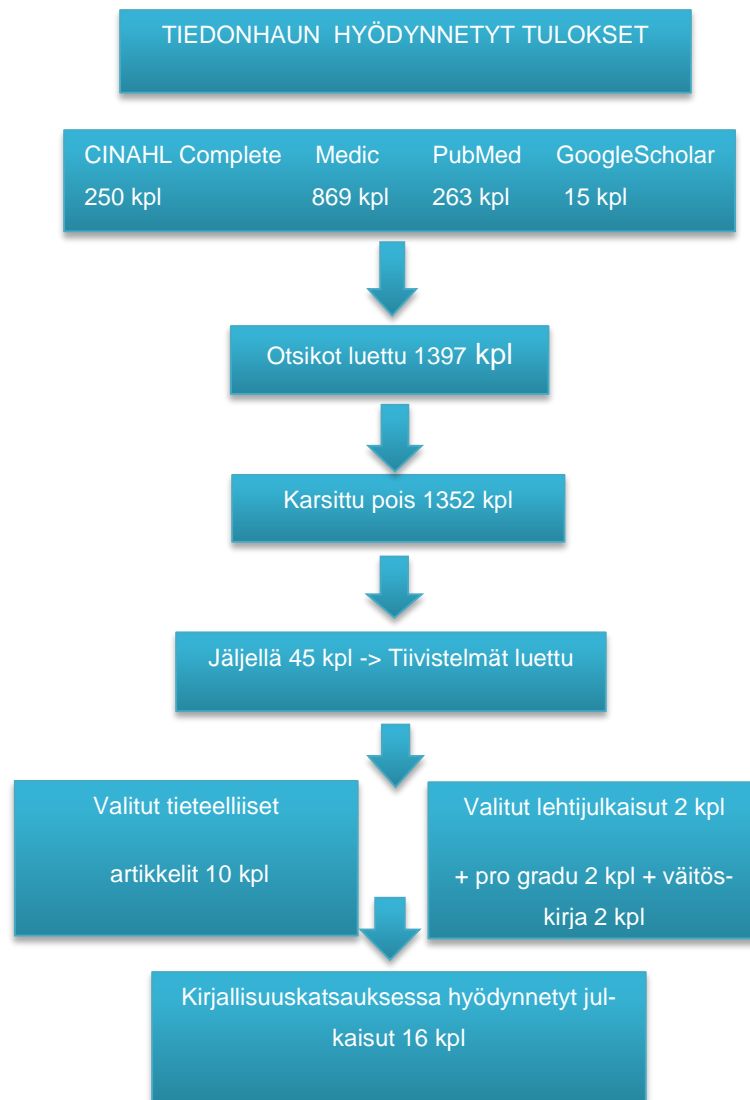 TIEDONHAUN HYÖDYNNETYT TULOKSET
CINAHL Complete Medic PubMed GoogleScholar
250 kpl 869 kpl 263 kpl 15 kpl
Otsikot luettu 1397 kpl
Karsittu pois 1352 kpl
Jäljellä 45 kpl -> Tiivistelmät luettu
Valitut tieteelliiset
artikkelit 10 kpl
Valitut lehtijulkaisut 2 kpl
+ pro gradu 2 kpl + väitös-
kirja 2 kpl
Kirjallisuuskatsauksessa hyödynnetyt jul-
kaisut 16 kpl